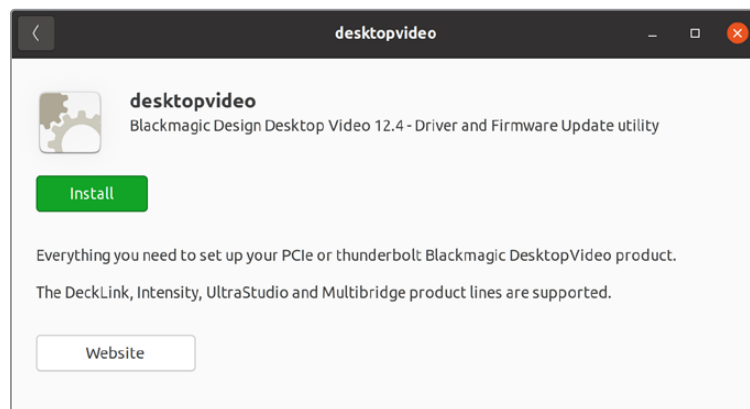 desktopvideo
desktopvideo
Blackmagic Design Desktop Video 12.4 - Driver and Firmware Update utility
Install
Everything you need to set up your PCIe or thunderbolt Blackmagic DesktopVideo product.
The DeckLink, Intensity, UltraStudio and Multibridge product lines are supported.
Website